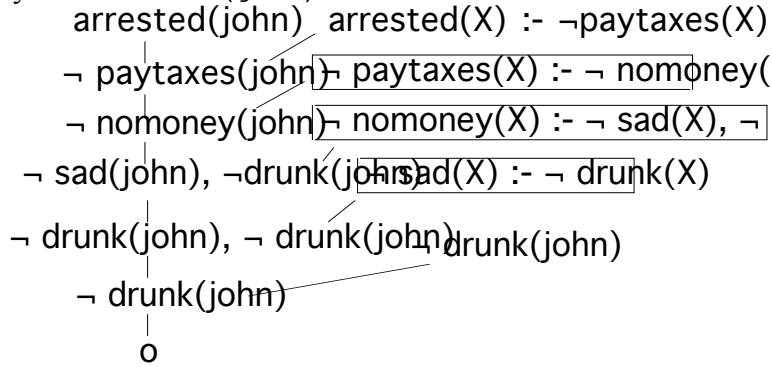 arrested(john) arrested(X) :- ¬paytaxes(X)
¬ paytaxes(john) ¬ paytaxes(X) :- ¬ nomoney(
¬ nomoney(john) ¬ nomoney(X) :- ¬ sad(X), ¬
¬ sad(john), ¬drunk(john) ¬ sad(X) :- ¬ drunk(X)
¬ drunk(john), ¬ drunk(john) ¬ drunk(john)
¬ drunk(john)
o